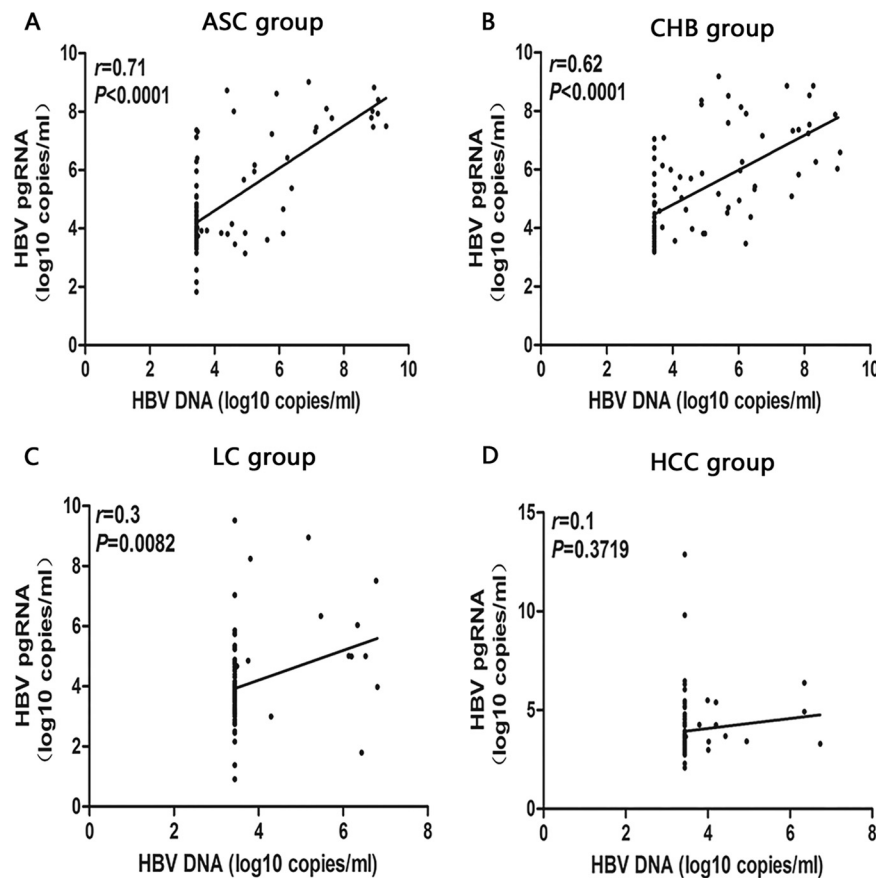 A
ASC group
r=0.71
P<0.0001
10
8
6
4
2
0
HBV pgRNA
(log10 copies/ml)
0
2
4
6
8
10
HBV DNA (log10 copies/ml)
B
CHB group
r=0.62
P<0.0001
10
8
6
4
2
0
HBV pgRNA
(log10 copies/ml)
0
2
4
6
8
10
HBV DNA (log10 copies/ml)
C
LC group
r=0.3
P=0.0082
10
8
6
4
2
0
HBV pgRNA
(log10 copies/ml)
0
2
4
6
8
HBV DNA (log10 copies/ml)
D
HCC group
r=0.1
P=0.3719
15
10
5
0
HBV pgRNA
(log10 copies/ml)
0
2
4
6
8
HBV DNA (log10 copies/ml)